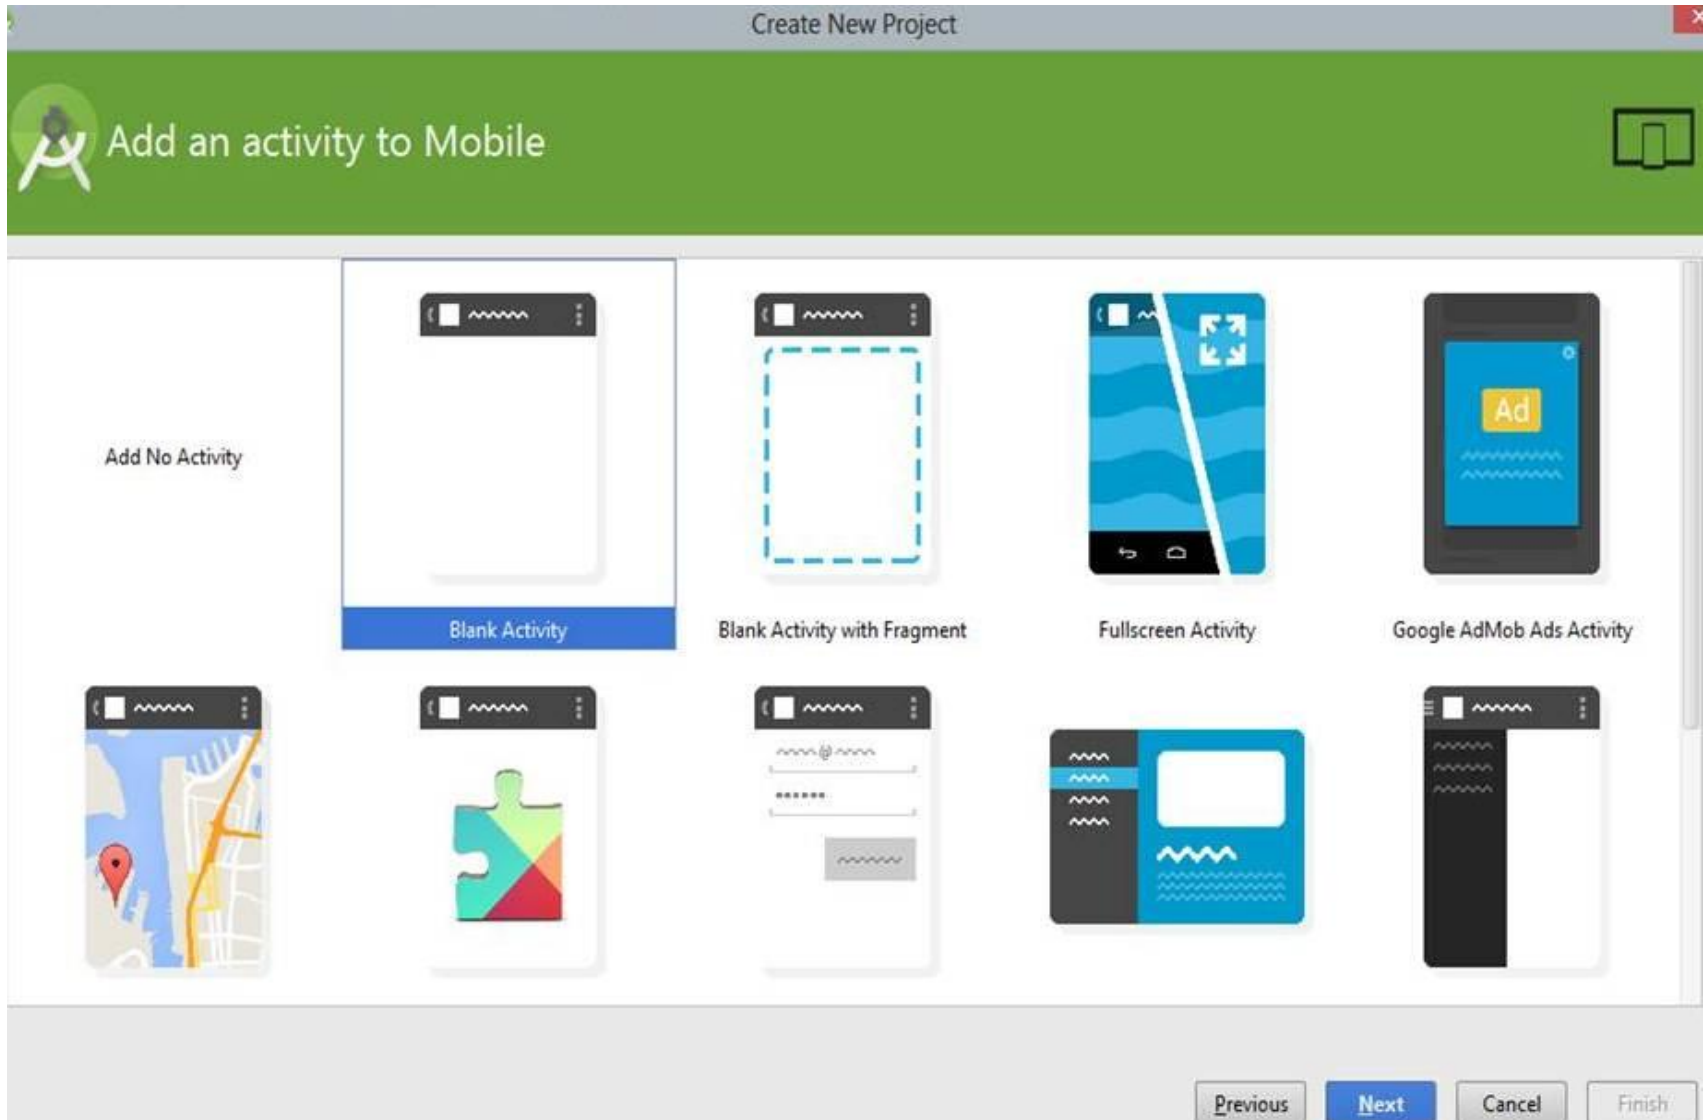 Create New Project
Add an activity to Mobile
Add No Activity
Blank Activity
Blank Activity with Fragment
Fullscreen Activity
Ad
Google AdMob Ads Activity
@
Previous
Next
Cancel
Finish